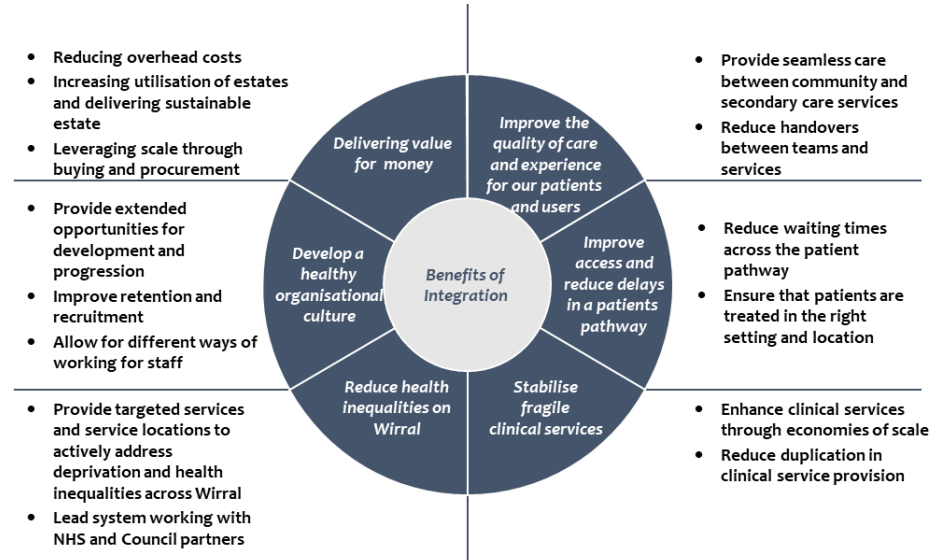 • Reducing overhead costs
• Increasing utilisation of estates
and delivering sustainable
estate
• Leveraging scale through
buying and procurement
Delivering value
for money
Improve the
quality of care
and experience
for our patients
and users
• Provide seamless care
between community and
secondary care services
• Reduce handovers
between teams and
services
• Provide extended
opportunities for
development and
progression
• Improve retention and
recruitment
• Allow for different ways of
working for staff
Develop a
healthy
organisational
culture
Benefits of
Integration
Improve
access and
reduce delays
in a patients
pathway
• Reduce waiting times
across the patient
pathway
• Ensure that patients are
treated in the right
setting and location
• Provide targeted services
and service locations to
actively address
deprivation and health
inequalities across Wirral
• Lead system working with
NHS and Council partners
Reduce health
inequalities on
Wirral
Stabilise
fragile
clinical services
• Enhance clinical services
through economies of scale
• Reduce duplication in
clinical service provision